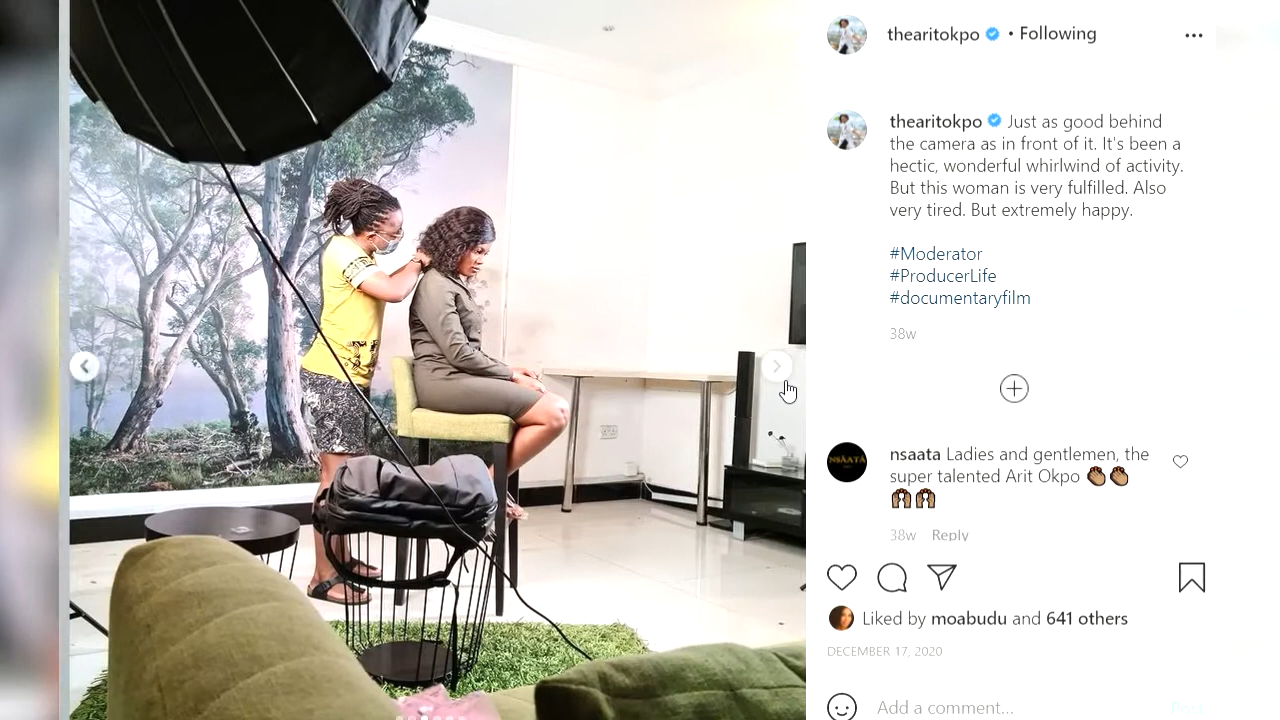 thearitokpo • Following
thearitokpo Just as good behind
the camera as in front of it. It's been a
hectic, wonderful whirlwind of activity.
But this woman is very fulfilled. Also
very tired. But extremely happy.
#Moderator
#ProducerLife
#documentaryfilm
38w
NSAATA
nsaata Ladies and gentlemen, the
super talented Arit Okpo 👏🏽👏🏽
🙌🏽🙌🏽
38w Reply
Liked by moabudu and 641 others
DECEMBER 17, 2020
Add a comment... Post